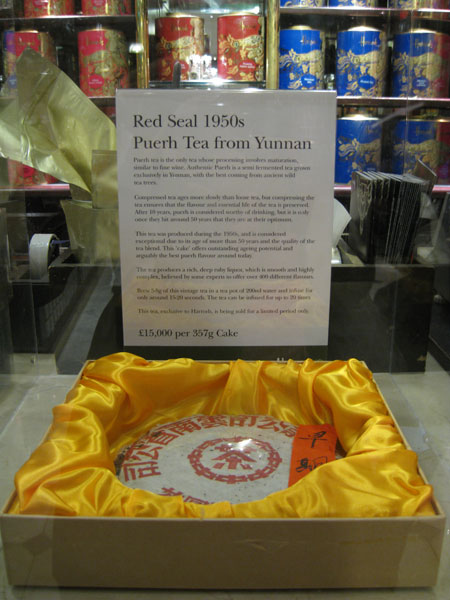 Red Seal 1950s
Puerh Tea from Yunnan
Puerh tea is the only tea whose processing involves maturation,
similar to fine wine. Authentic Puerh is a semi fermented tea grown
exclusively in Yunnan, with the best coming from ancient wild
tea trees.
Compressed tea ages more slowly than loose tea, but compressing the
tea ensures that the flavour and essential life of the tea is preserved.
After 10 years, puerh is considered worthy of drinking, but it is only
once they hit around 50 years that they are at their optimum.
This tea was produced during the 1950s, and is considered
exceptional due to its age of more than 50 years and the quality of the
tea blend. This 'cake' offers outstanding ageing potential and
arguably the best puerh flavour around today.
The tea produces a rich, deep ruby liquor, which is smooth and highly
complex, believed by some experts to offer over 400 different flavours.
Brew 5-8g of this vintage tea in a tea pot of 200ml water and infuse for
only around 15-20 seconds. The tea can be infused for up to 20 times.
This tea, exclusive to Harrods, is being sold for a limited period only.
£15,000 per 357g Cake
司公省南雲司公